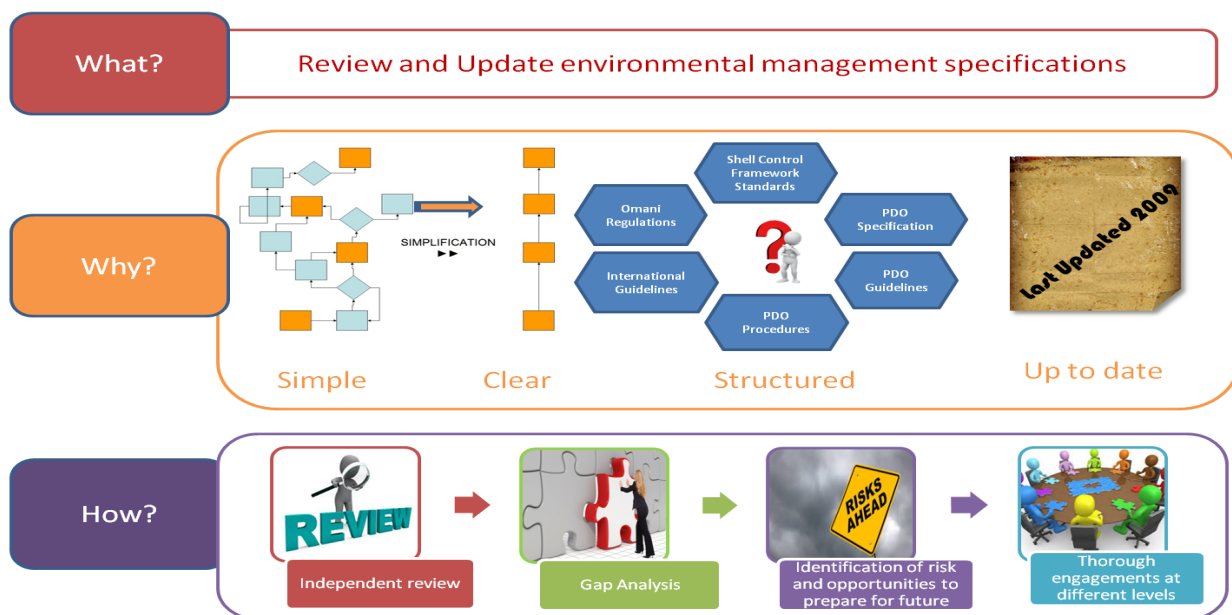 What?
Review and Update environmental management specifications
Why?
SIMPLIFICATION
Shell Control
Framework
Standards
Omani
Regulations
PDO
Specification
International
Guidelines
PDO
Guidelines
PDO
Procedures
Last Updated 2009
Simple
Clear
Structured
Up to date
How?
REVIEW
RISKS
AHEAD
Independent review
Gap Analysis
Identification of risk
and opportunities to
prepare for future
Thorough
engagements at
different levels